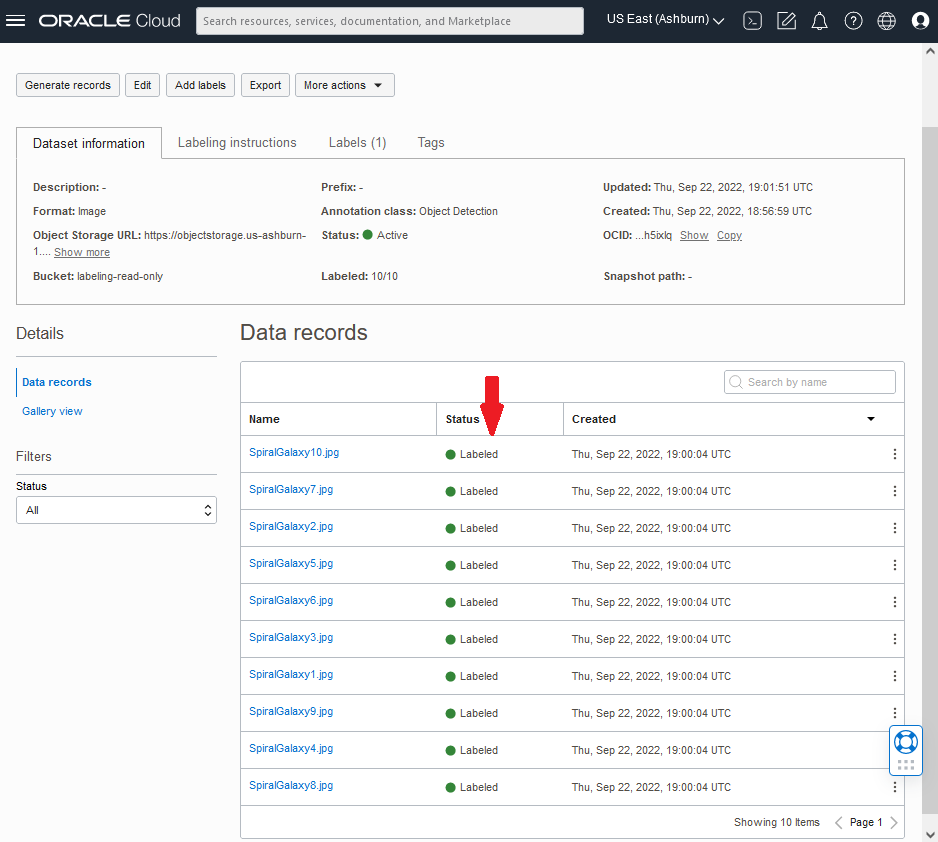 ORACLE Cloud
Search resources, services, documentation, and Marketplace
US East (Ashburn)
Generate records
Edit
Add labels
Export
More actions
Dataset information
Labeling instructions
Labels (1)
Tags
Description: -
Prefix: -
Updated: Thu, Sep 22, 2022, 19:01:51 UTC
Format: Image
Annotation class: Object Detection
Created: Thu, Sep 22, 2022, 18:56:59 UTC
Object Storage URL: https://objectstorage.us-ashburn-
1.... Show more
Status: Active
OCID: ...h5ixlq Show Copy
Bucket: labeling-read-only
Labeled: 10/10
Snapshot path: -
Details
Data records
Gallery view
Filters
Status
All
Data records
Search by name
Name Status Created
SpiralGalaxy10.jpg Labeled Thu, Sep 22, 2022, 19:00:04 UTC
SpiralGalaxy7.jpg Labeled Thu, Sep 22, 2022, 19:00:04 UTC
SpiralGalaxy2.jpg Labeled Thu, Sep 22, 2022, 19:00:04 UTC
SpiralGalaxy5.jpg Labeled Thu, Sep 22, 2022, 19:00:04 UTC
SpiralGalaxy6.jpg Labeled Thu, Sep 22, 2022, 19:00:04 UTC
SpiralGalaxy3.jpg Labeled Thu, Sep 22, 2022, 19:00:04 UTC
SpiralGalaxy1.jpg Labeled Thu, Sep 22, 2022, 19:00:04 UTC
SpiralGalaxy9.jpg Labeled Thu, Sep 22, 2022, 19:00:04 UTC
SpiralGalaxy4.jpg Labeled Thu, Sep 22, 2022, 19:00:04 UTC
SpiralGalaxy8.jpg Labeled Thu, Sep 22, 2022, 19:00:04 UTC
Showing 10 Items
Page 1